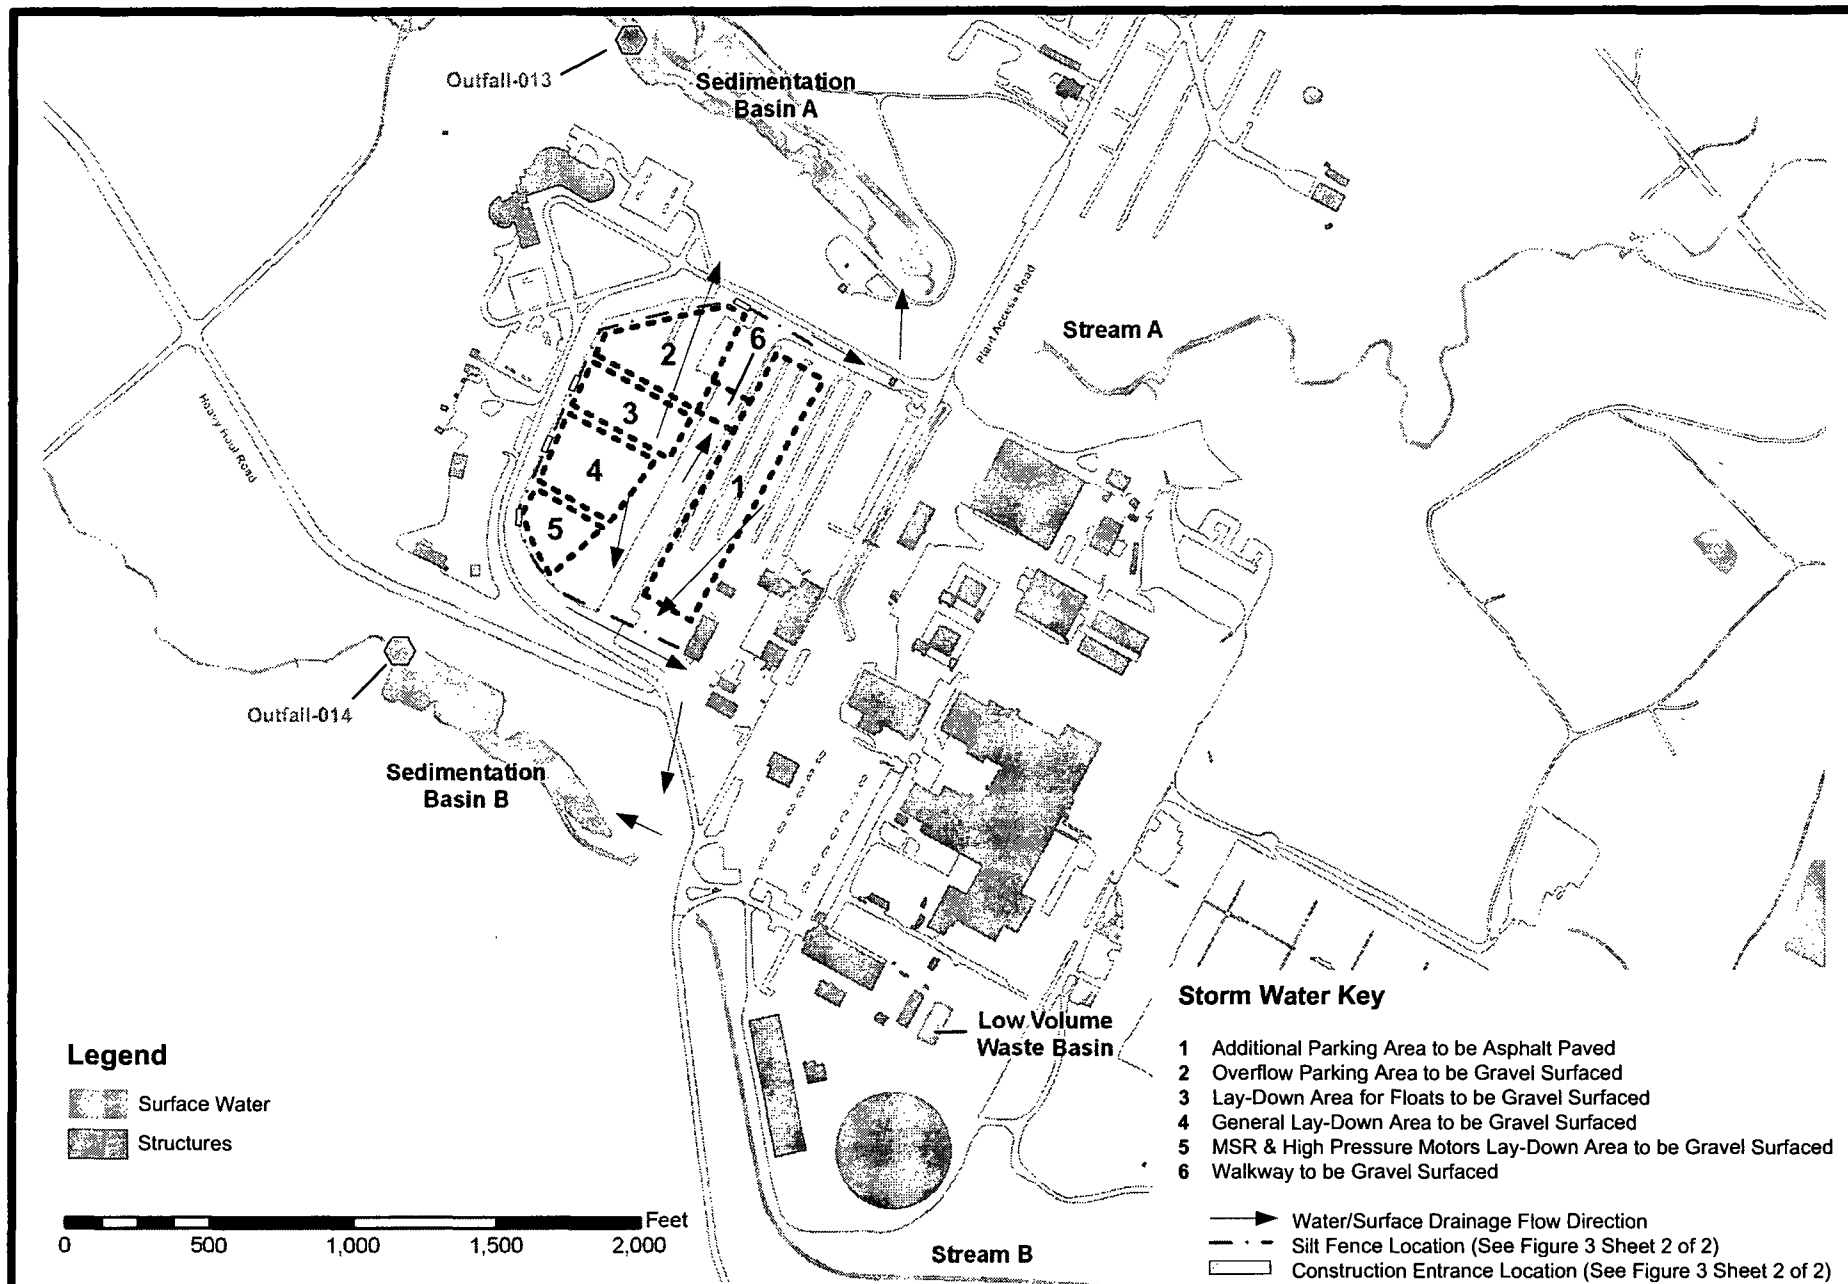 Outfall-013
Sedimentation
Basin A
Plant Access Road
Stream A
2
6
3
4
1
5
Heavy Haul Road
Outfall-014
Sedimentation
Basin B
Low Volume
Waste Basin
Stream B
Legend
Surface Water
Structures
Feet
0 500 1,000 1,500 2,000
Storm Water Key
1 Additional Parking Area to be Asphalt Paved
2 Overflow Parking Area to be Gravel Surfaced
3 Lay-Down Area for Floats to be Gravel Surfaced
4 General Lay-Down Area to be Gravel Surfaced
5 MSR & High Pressure Motors Lay-Down Area to be Gravel Surfaced
6 Walkway to be Gravel Surfaced
Water/Surface Drainage Flow Direction
Silt Fence Location (See Figure 3 Sheet 2 of 2)
Construction Entrance Location (See Figure 3 Sheet 2 of 2)